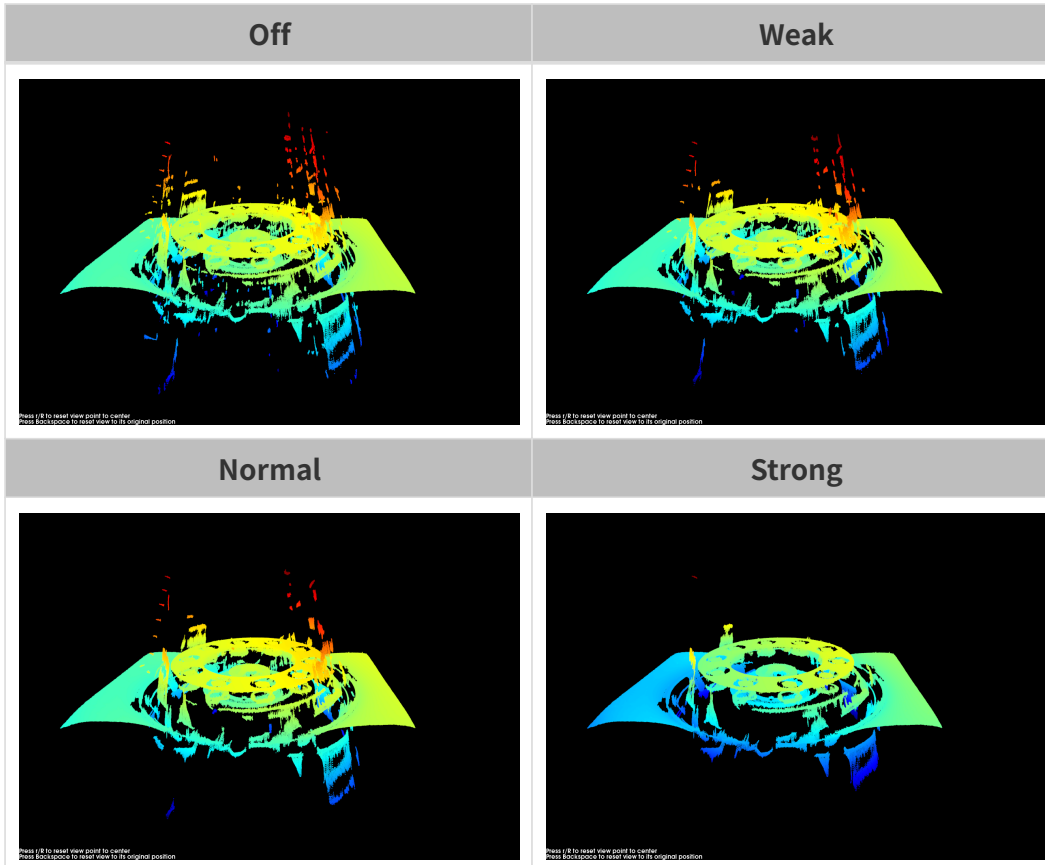 Off
Weak
Press r/R to reset view point to center
Press Backspace to reset view to its original position
Press r/R to reset view point to center
Press Backspace to reset view to its original position
Normal
Strong
Press r/R to reset view point to center
Press Backspace to reset view to its original position
Press r/R to reset view point to center
Press Backspace to reset view to its original position